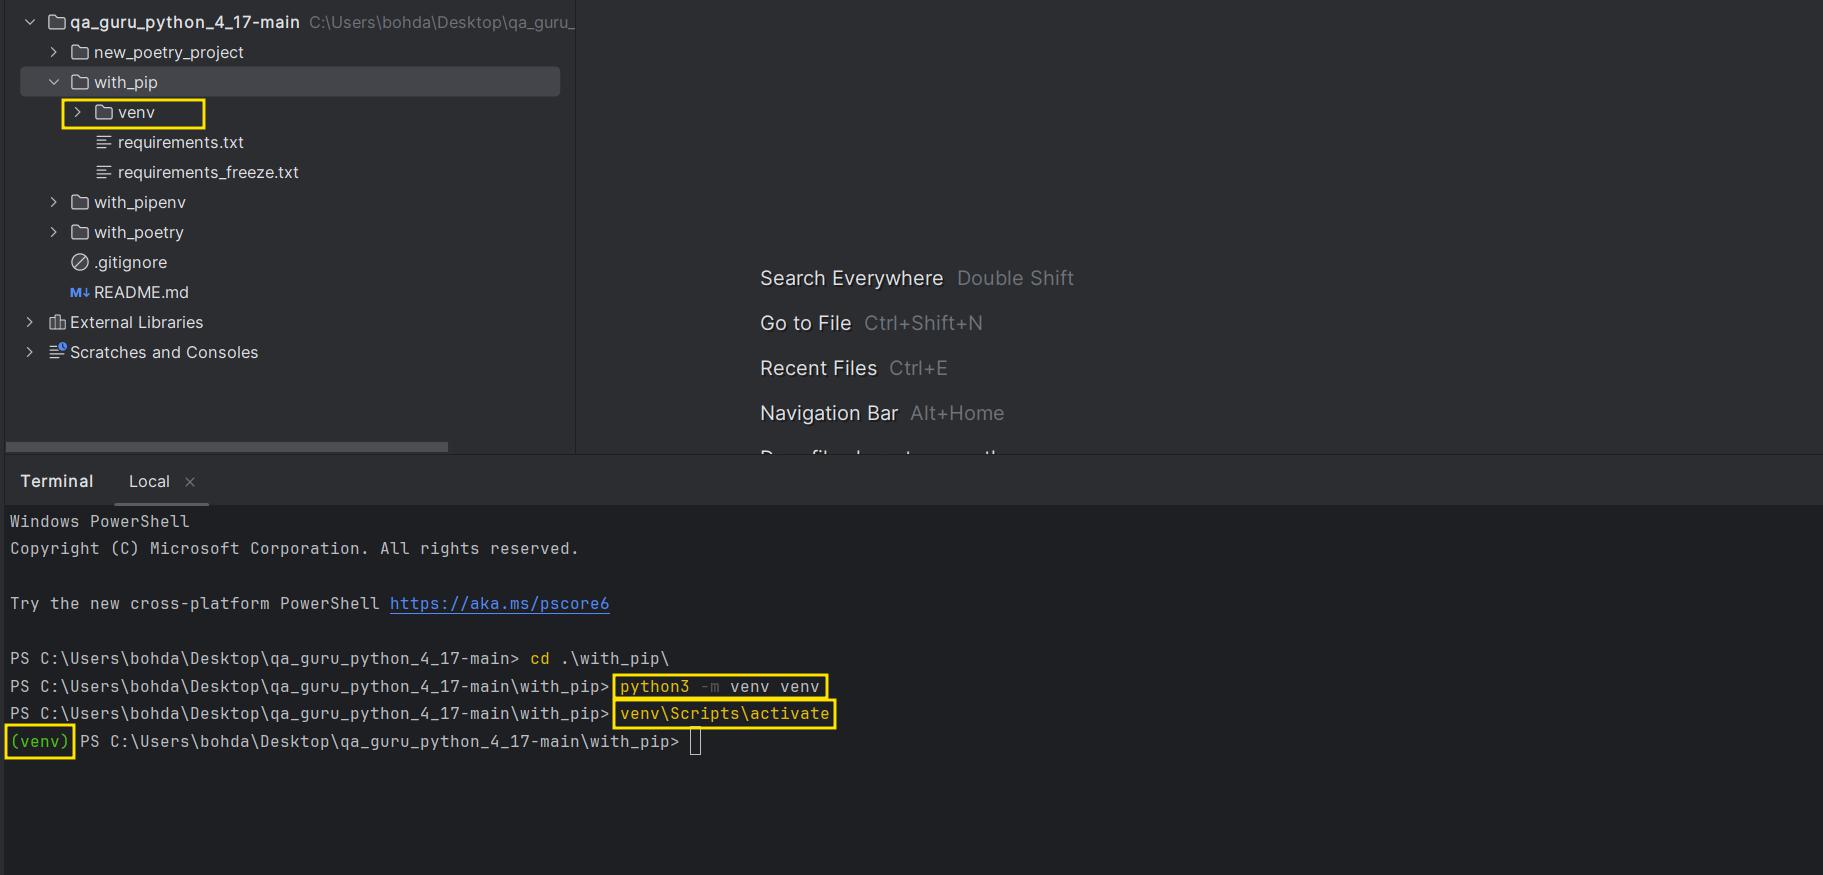 qa_guru_python_4_17-main C:\Users\bohda\Desktop\qa_guru_
new_poetry_project
with_pip
venv
requirements.txt
requirements_freeze.txt
with_pipenv
with_poetry
.gitignore
M↓ README.md
External Libraries
Scratches and Consoles
Search Everywhere Double Shift
Go to File Ctrl+Shift+N
Recent Files Ctrl+E
Navigation Bar Alt+Home
Terminal Local ×
Windows PowerShell
Copyright (C) Microsoft Corporation. All rights reserved.
Try the new cross-platform PowerShell https://aka.ms/pscore6
PS C:\Users\bohda\Desktop\qa_guru_python_4_17-main> cd .\with_pip\
PS C:\Users\bohda\Desktop\qa_guru_python_4_17-main\with_pip> python3 -m venv venv
PS C:\Users\bohda\Desktop\qa_guru_python_4_17-main\with_pip> venv\Scripts\activate
(venv) PS C:\Users\bohda\Desktop\qa_guru_python_4_17-main\with_pip>